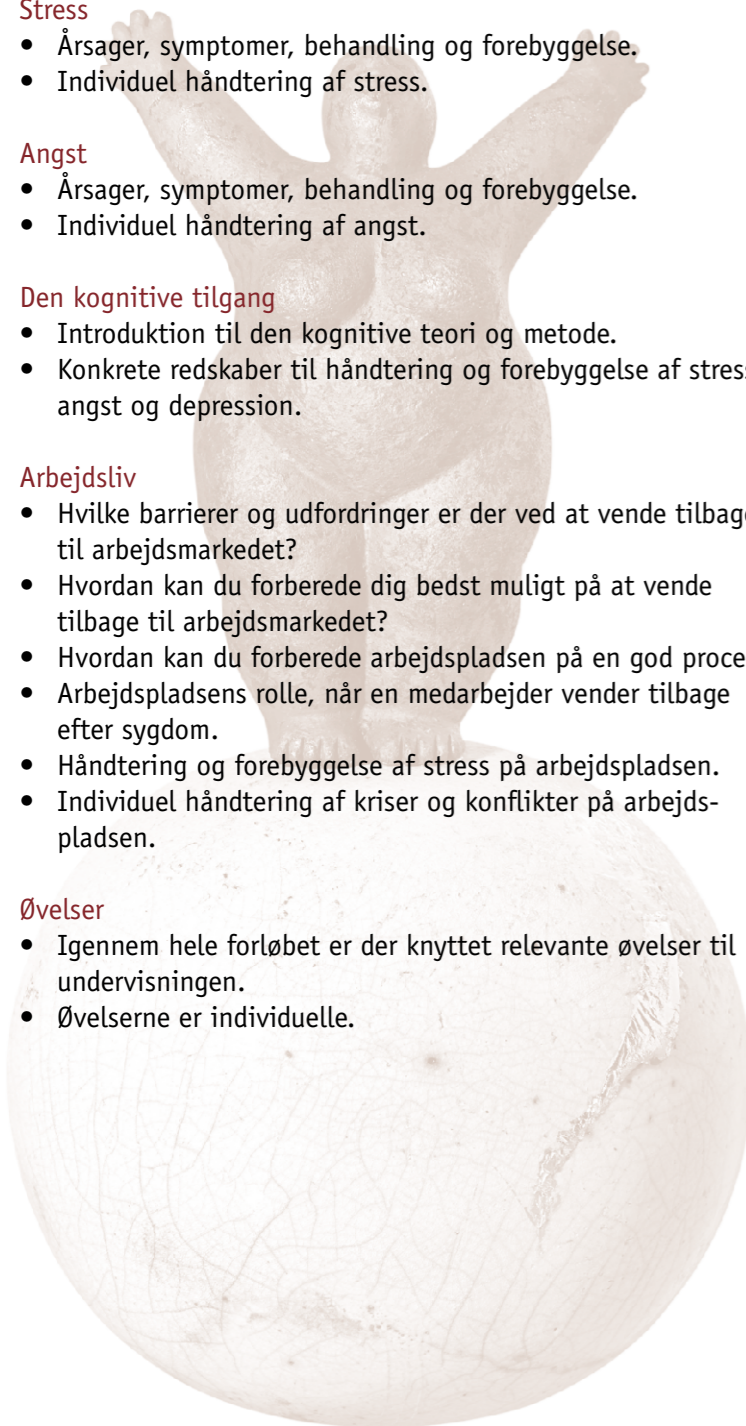 Stress
• Årsager, symptomer, behandling og forebyggelse.
• Individuel håndtering af stress.
Angst
• Årsager, symptomer, behandling og forebyggelse.
• Individuel håndtering af angst.
Den kognitive tilgang
• Introduktion til den kognitive teori og metode.
• Konkrete redskaber til håndtering og forebyggelse af stress
angst og depression.
Arbejdsliv
• Hvilke barrierer og udfordringer er der ved at vende tilbage
til arbejdsmarkedet?
• Hvordan kan du forberede dig bedst muligt på at vende
tilbage til arbejdsmarkedet?
• Hvordan kan du forberede arbejdspladsen på en god proce
• Arbejdspladsens rolle, når en medarbejder vender tilbage
efter sygdom.
• Håndtering og forebyggelse af stress på arbejdspladsen.
• Individuel håndtering af kriser og konflikter på arbejds-
pladsen.
Øvelser
• Igennem hele forløbet er der knyttet relevante øvelser til
undervisningen.
• Øvelserne er individuelle.